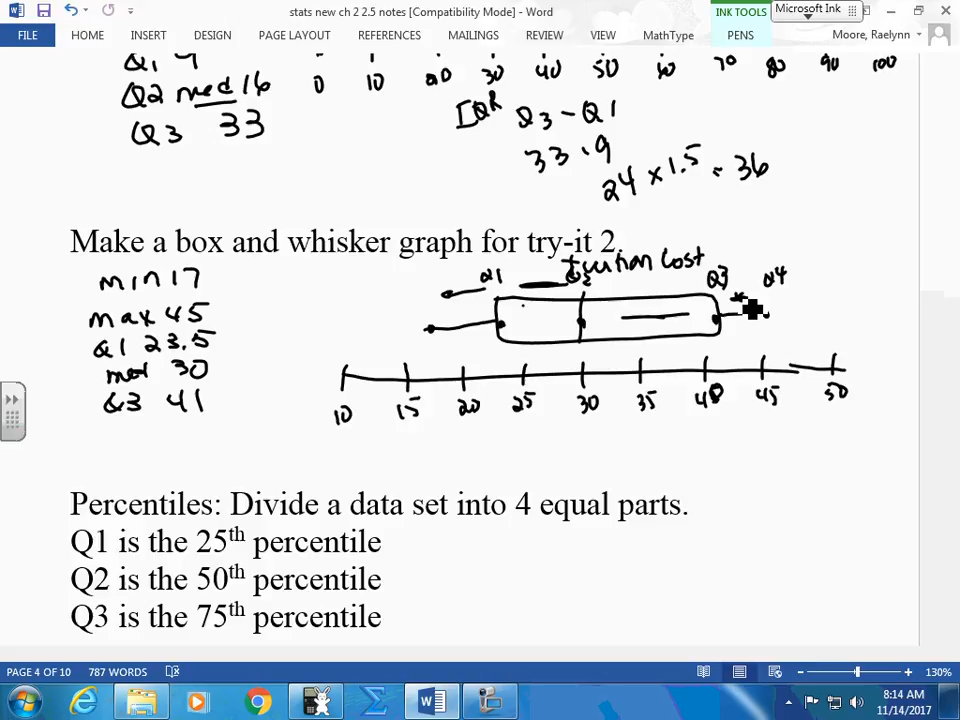 stats new ch 2 2.5 notes [Compatibility Mode] - Word
INK TOOLS
Microsoft Ink
FILE HOME INSERT DESIGN PAGE LAYOUT REFERENCES MAILINGS REVIEW VIEW MathType PENS Moore, Raelynn
Q1 9
0 10 20 30 40 50 60 70 80 90 100
Q2 med 16
Q3 33
IQR Q3 - Q1
33 . 9
24 x 1.5 = 36
Make a box and whisker graph for try-it 2.
Tuition Cost
min 17
Q1 Q2 Q3 Q4
max 45
Q1 23.5
med 30
Q3 41
10 15 20 25 30 35 40 45 50
Percentiles: Divide a data set into 4 equal parts.
Q1 is the 25th percentile
Q2 is the 50th percentile
Q3 is the 75th percentile
PAGE 4 OF 10 787 WORDS 130%
8:14 AM
11/14/2017